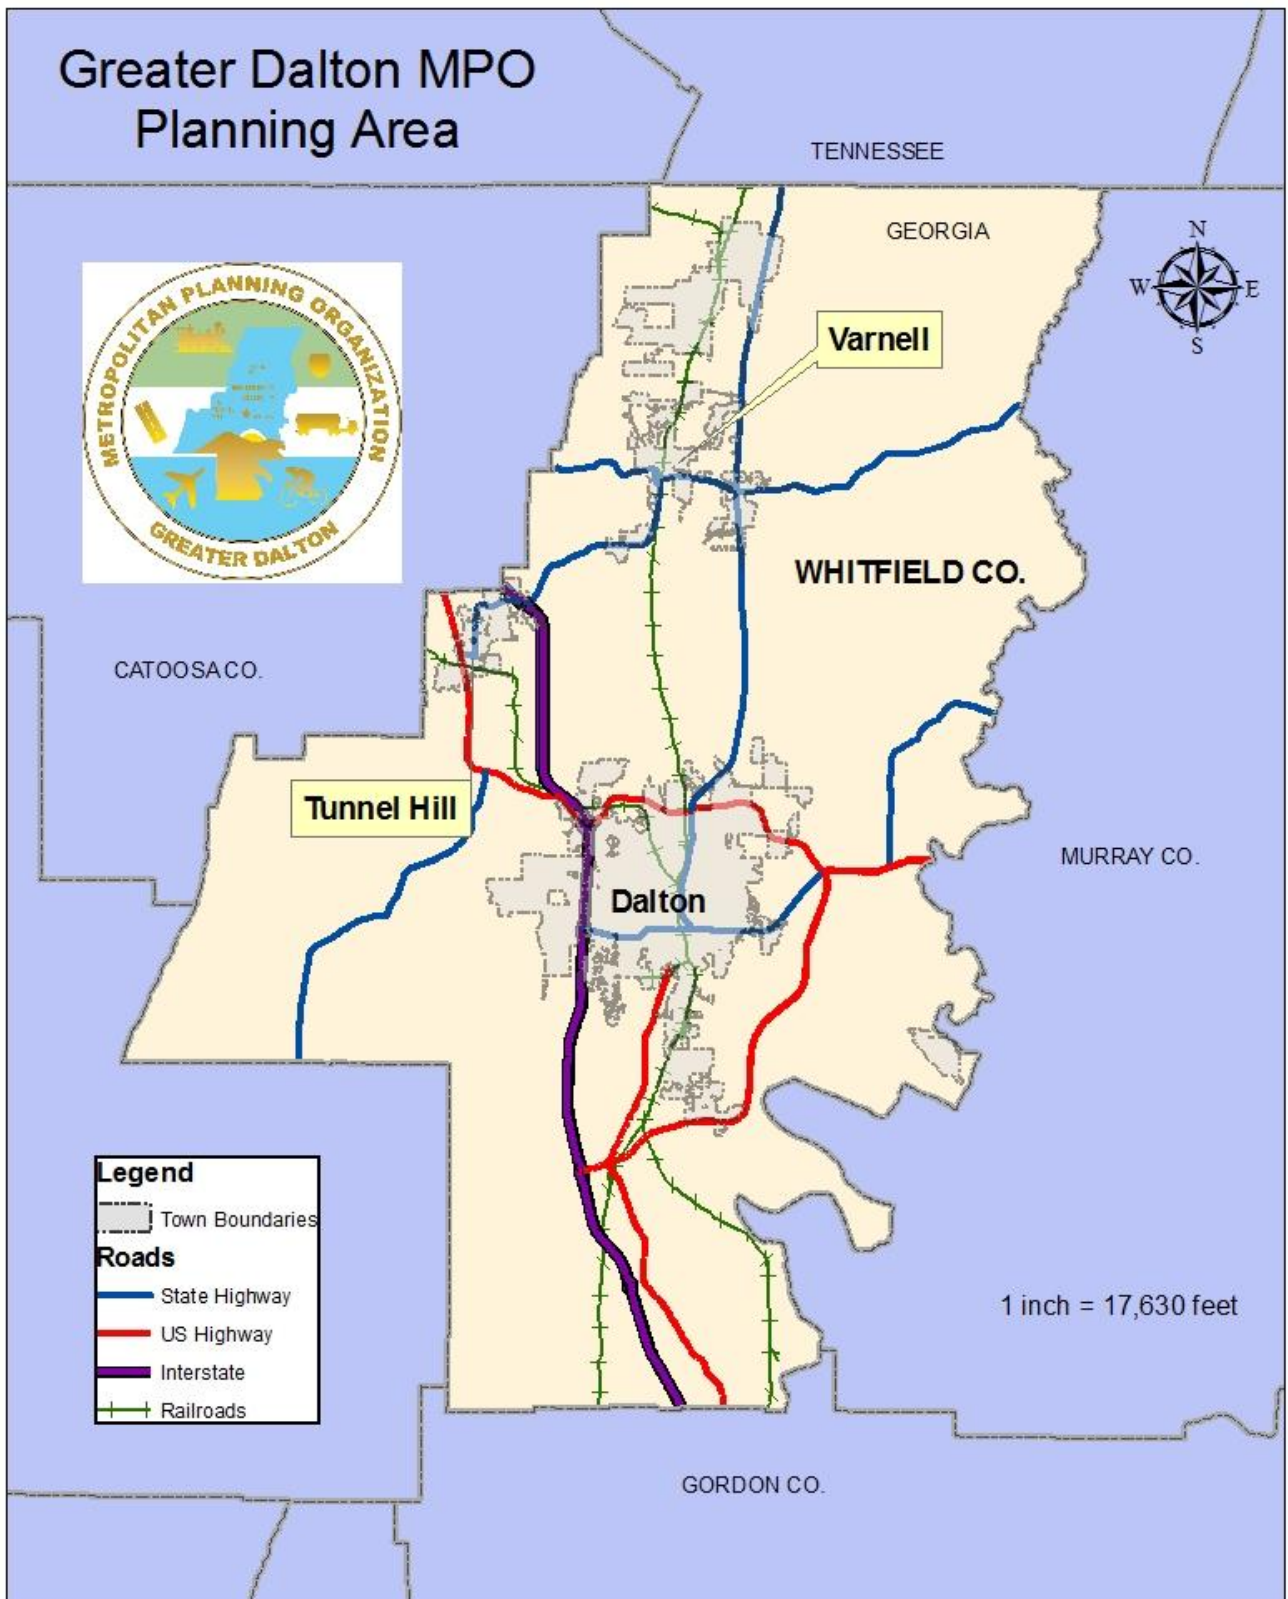 Greater Dalton MPO
Planning Area
TENNESSEE
GEORGIA
N
W
E
S
METROPOLITAN PLANNING ORGANIZATION
GREATER DALTON
Varnell
WHITFIELD CO.
CATOOSA CO.
Tunnel Hill
MURRAY CO.
Dalton
Legend
Town Boundaries
Roads
State Highway
US Highway
Interstate
Railroads
1 inch = 17,630 feet
GORDON CO.